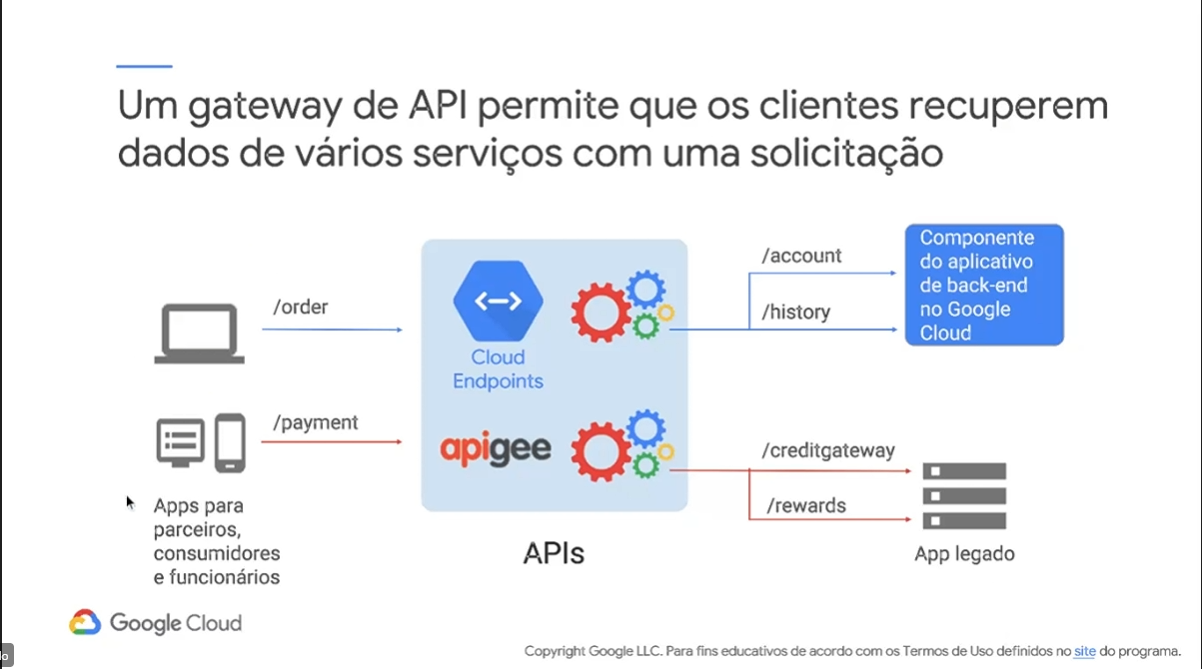 Um gateway de API permite que os clientes recuperem
dados de vários serviços com uma solicitação
/order
/payment
Apps para
parceiros,
consumidores
e funcionários
Cloud
Endpoints
apigee
APIs
/account
/history
Componente
do aplicativo
de back-end
no Google
Cloud
/creditgateway
/rewards
App legado
Google Cloud
Copyright Google LLC. Para fins educativos de acordo com os Termos de Uso definidos no site do programa.